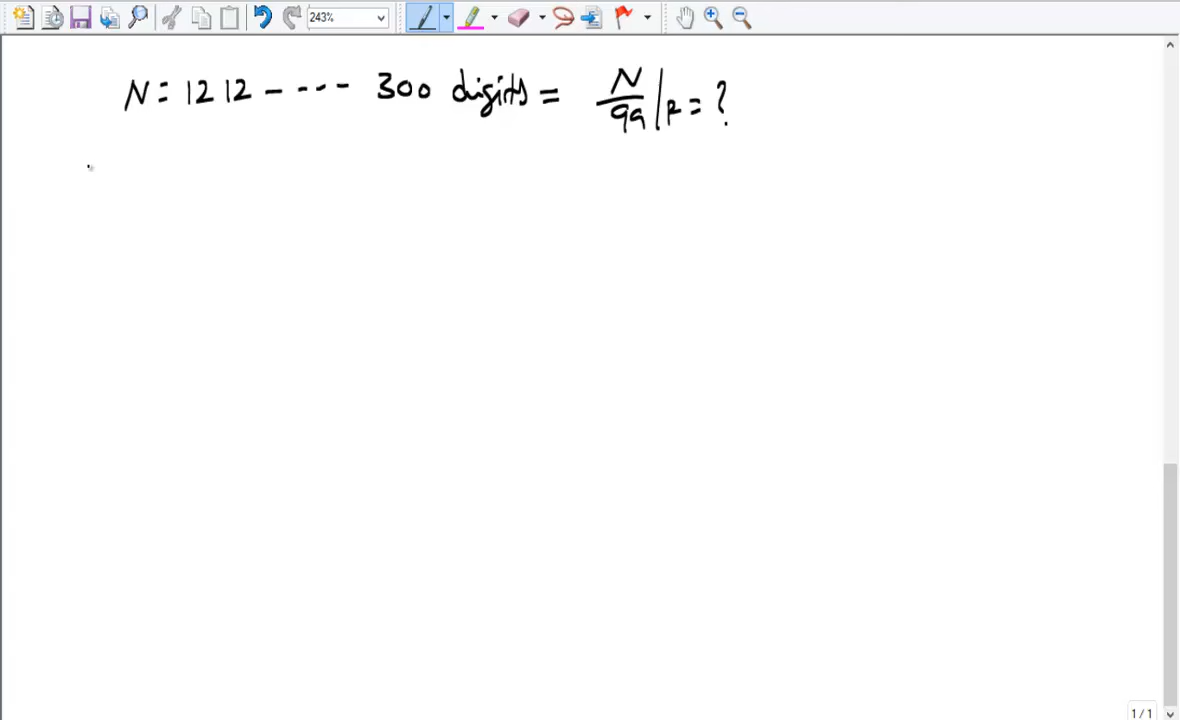 243%
N = 1212 - - - - 300 digits = N/99 |R = ?
1 / 1